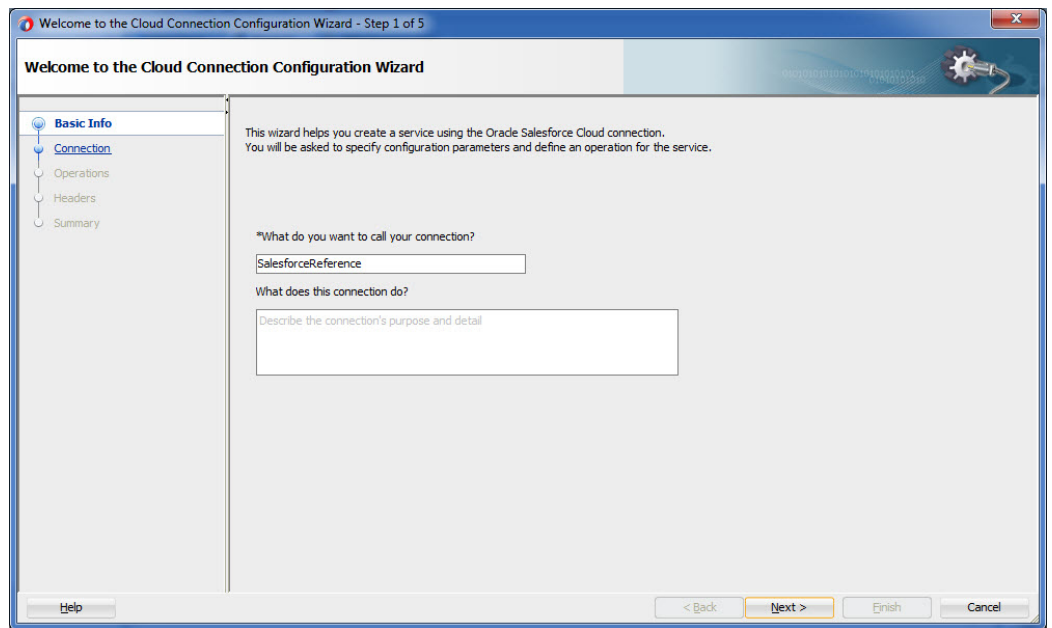 Welcome to the Cloud Connection Configuration Wizard - Step 1 of 5
Welcome to the Cloud Connection Configuration Wizard
Basic Info
Connection
Operations
Headers
Summary
This wizard helps you create a service using the Oracle Salesforce Cloud connection.
You will be asked to specify configuration parameters and define an operation for the service.
*What do you want to call your connection?
SalesforceReference
What does this connection do?
Describe the connection's purpose and detail
Help
< Back
Next >
Finish
Cancel